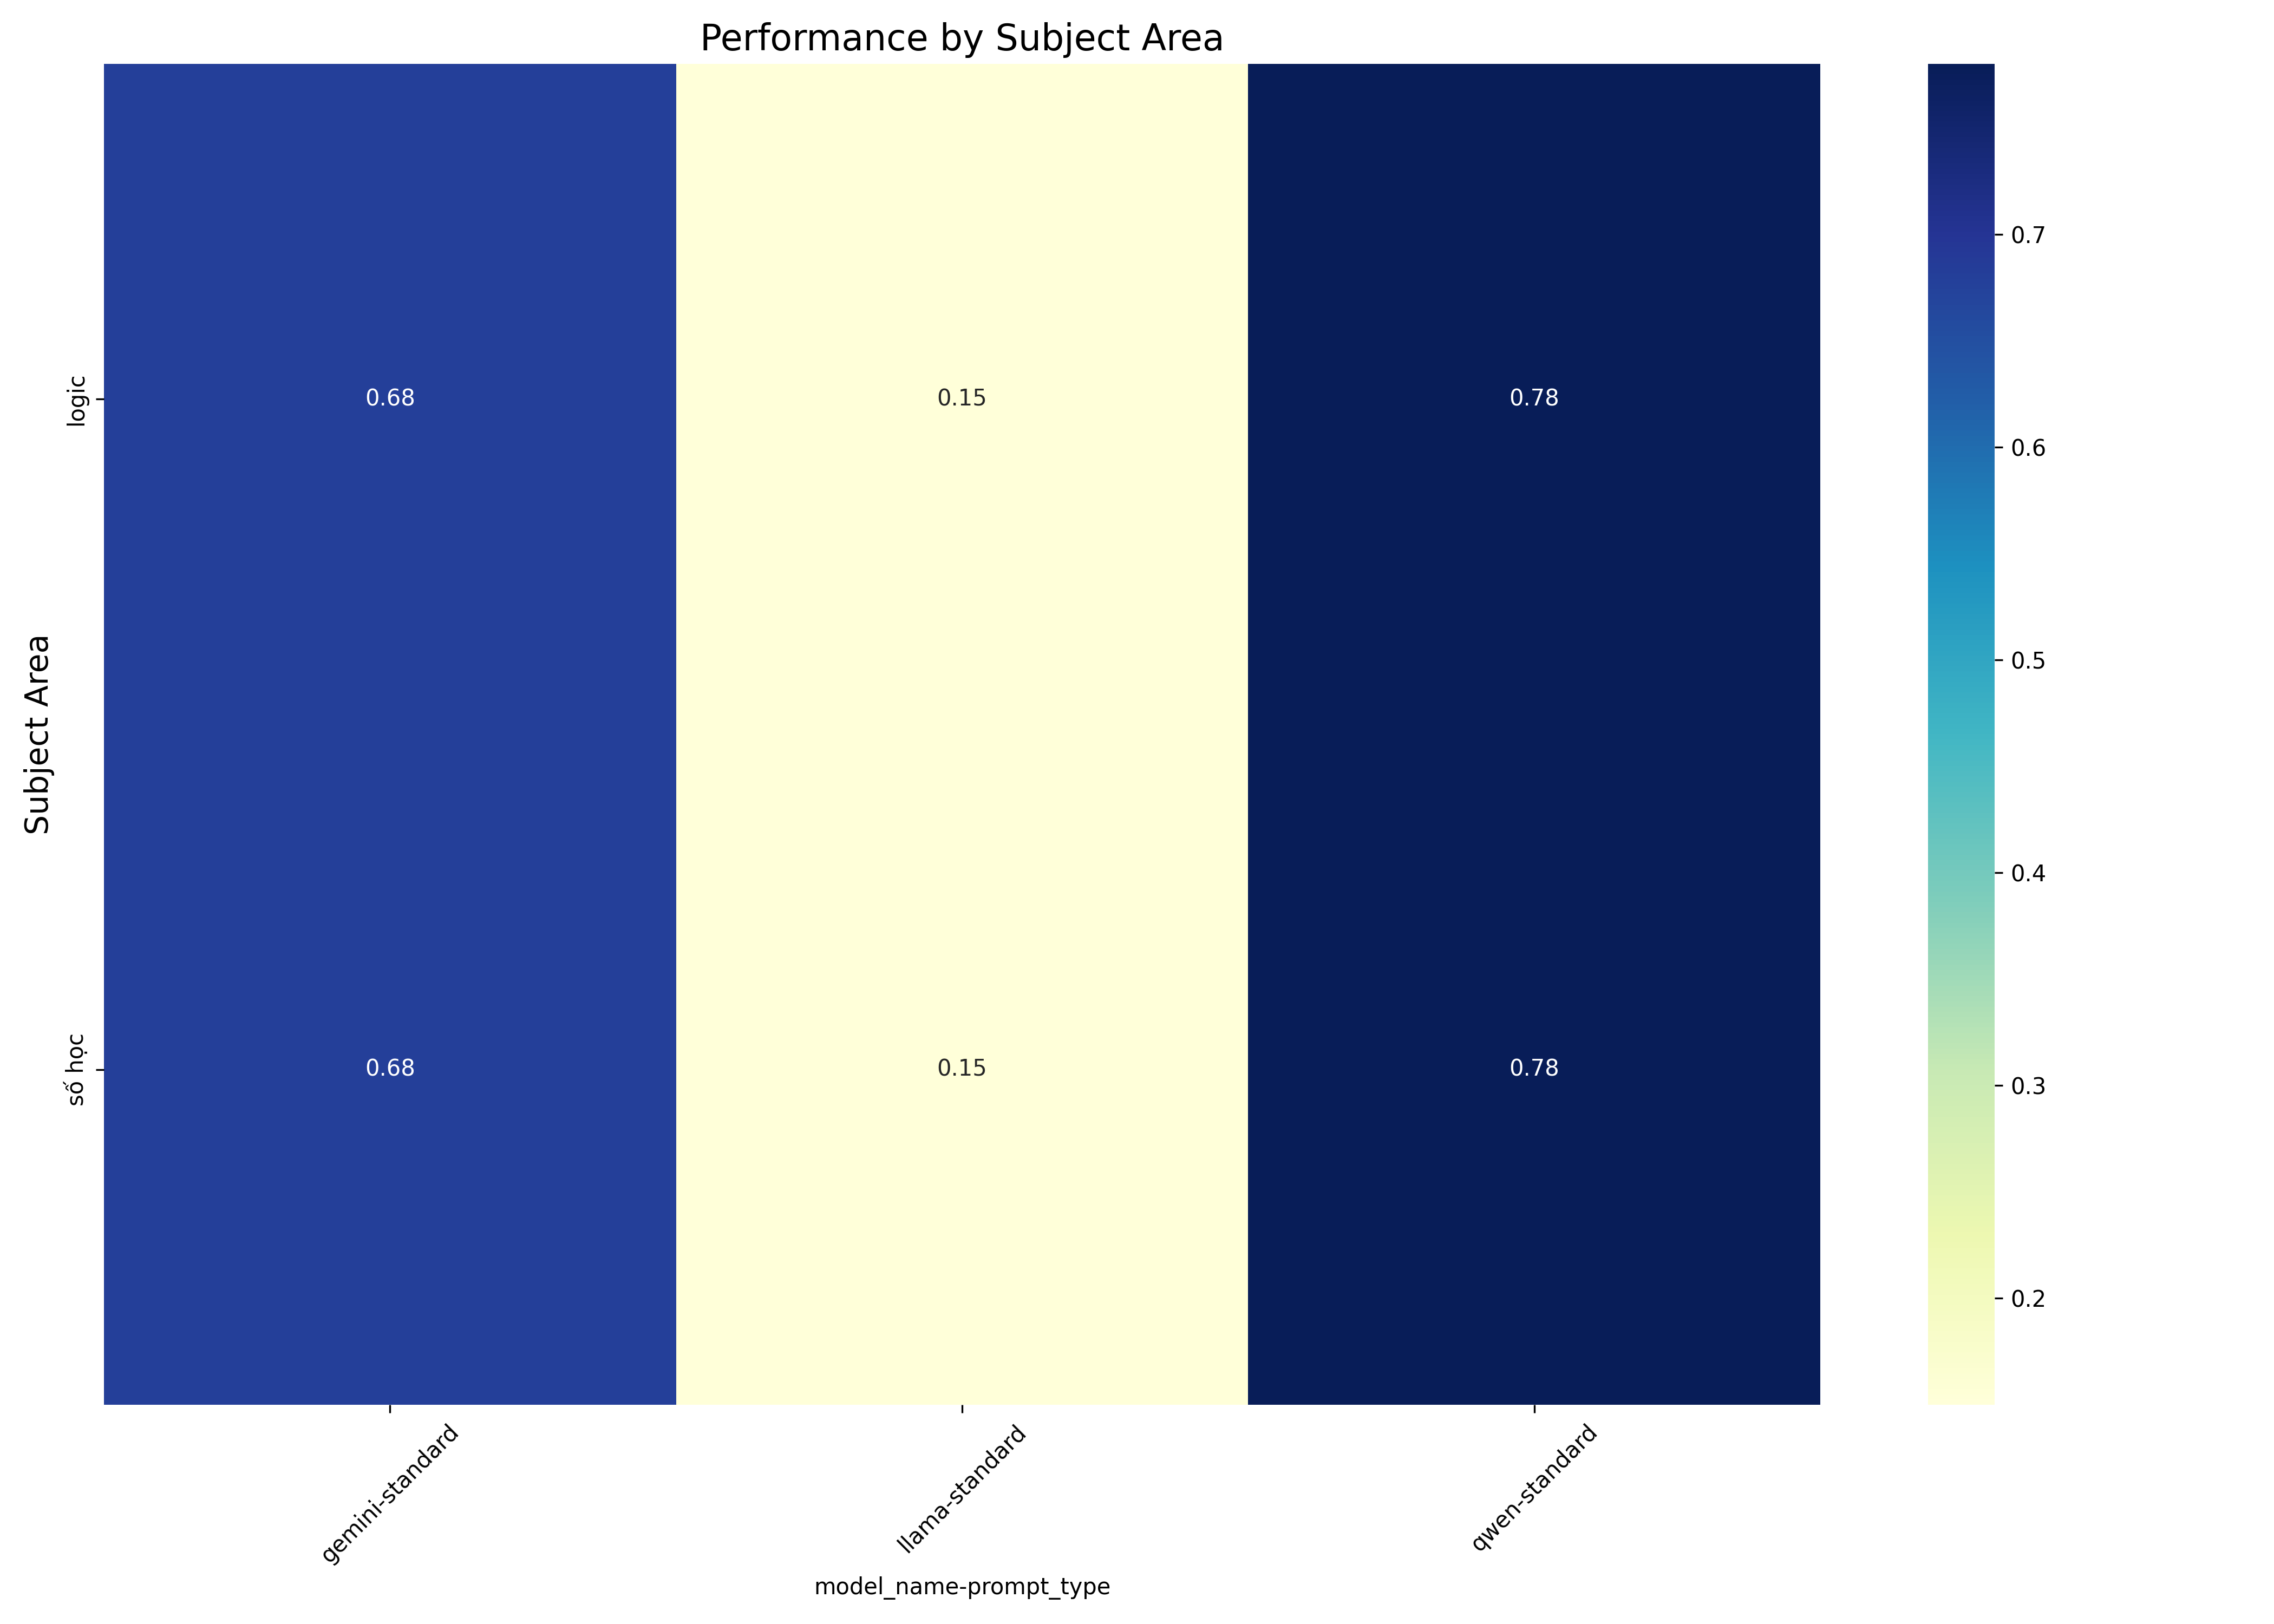 Performance by Subject Area
Subject Area
logic
0.68 0.15 0.78
số học
0.68 0.15 0.78
gemini-standard
llama-standard
qwen-standard
model_name-prompt_type
0.7
0.6
0.5
0.4
0.3
0.2